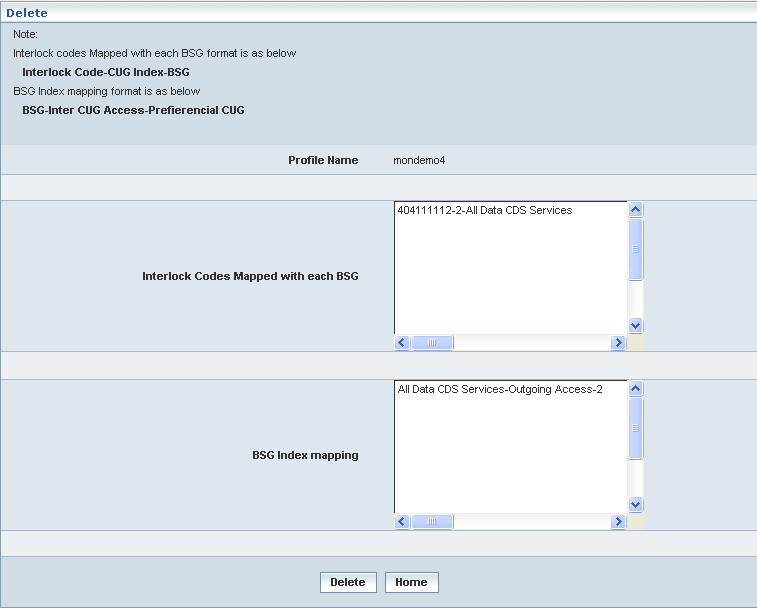 Delete
Note:
Interlock codes Mapped with each BSG format is as below
Interlock Code-CUG Index-BSG
BSG Index mapping format is as below
BSG-Inter CUG Access-Prefierencial CUG
Profile Name mondemo4
404111112-2-All Data CDS Services
Interlock Codes Mapped with each BSG
All Data CDS Services-Outgoing Access-2
BSG Index mapping
Delete Home